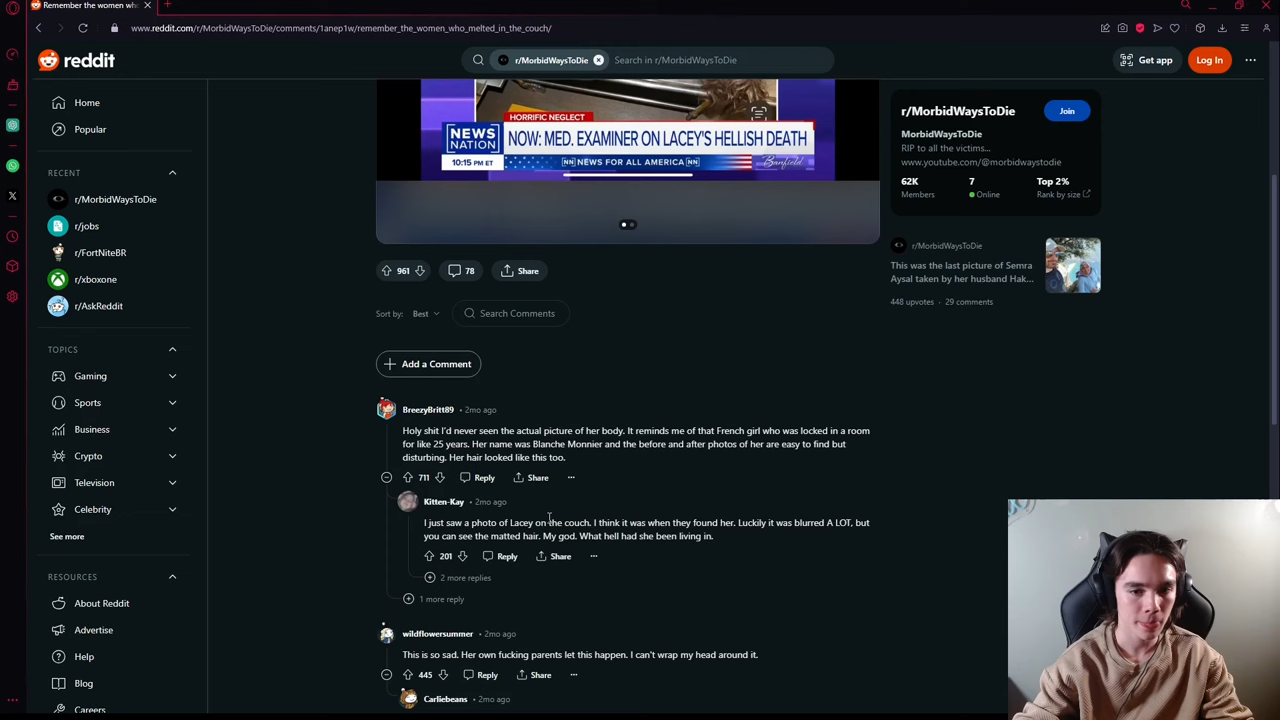 Remember the women who m
www.reddit.com/r/MorbidWaysToDie/comments/1anep1w/remember_the_women_who_melted_in_the_couch/
reddit
r/MorbidWaysToDie
Search in r/MorbidWaysToDie
Get app
Log In
Home
Popular
RECENT
r/MorbidWaysToDie
r/jobs
r/FortNiteBR
r/xboxone
r/AskReddit
TOPICS
Gaming
Sports
Business
Crypto
Television
Celebrity
See more
RESOURCES
About Reddit
Advertise
Help
Blog
Careers
HORRIFIC NEGLECT
NEWS NATION
NOW: MED. EXAMINER ON LACEY'S HELLISH DEATH
10:15 PM ET
NN NEWS FOR ALL AMERICA NN
Banfield
961
78
Share
Sort by:
Best
Search Comments
Add a Comment
BreezyBritt89 • 2mo ago
Holy shit I'd never seen the actual picture of her body. It reminds me of that French girl who was locked in a room
for like 25 years. Her name was Blanche Monnier and the before and after photos of her are easy to find but
disturbing. Her hair looked like this too.
711
Reply
Share
Kitten-Kay • 2mo ago
I just saw a photo of Lacey on the couch. I think it was when they found her. Luckily it was blurred A LOT, but
you can see the matted hair. My god. What hell had she been living in.
201
Reply
Share
2 more replies
1 more reply
wildflowersummer • 2mo ago
This is so sad. Her own fucking parents let this happen. I can't wrap my head around it.
445
Reply
Share
Carliebeans • 2mo ago
r/MorbidWaysToDie
Join
MorbidWaysToDie
RIP to all the victims...
www.youtube.com/@morbidwaystodie
62K
Members
7
Online
Top 2%
Rank by size
r/MorbidWaysToDie
This was the last picture of Semra
Aysal taken by her husband Hak...
448 upvotes • 29 comments